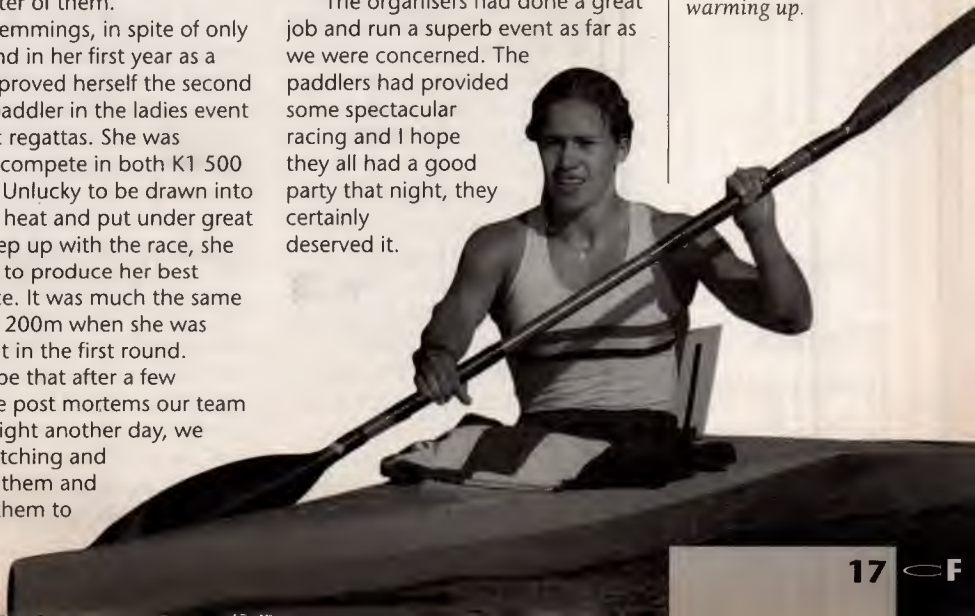 ter of them.
emmings, in spite of only
nd in her first year as a
proved herself the second
addler in the ladies event
t regattas. She was
compete in both K1 500
Unlucky to be drawn into
heat and put under great
ep up with the race, she
to produce her best
e. It was much the same
200m when she was
t in the first round.
pe that after a few
e post mortems our team
ight another day, we
tching and
them and
hem to
The organisers had done a great
job and run a superb event as far as
we were concerned. The
paddlers had provided
some spectacular
racing and I hope
they all had a good
party that night, they
certainly
deserved it.
warming up.
17 F